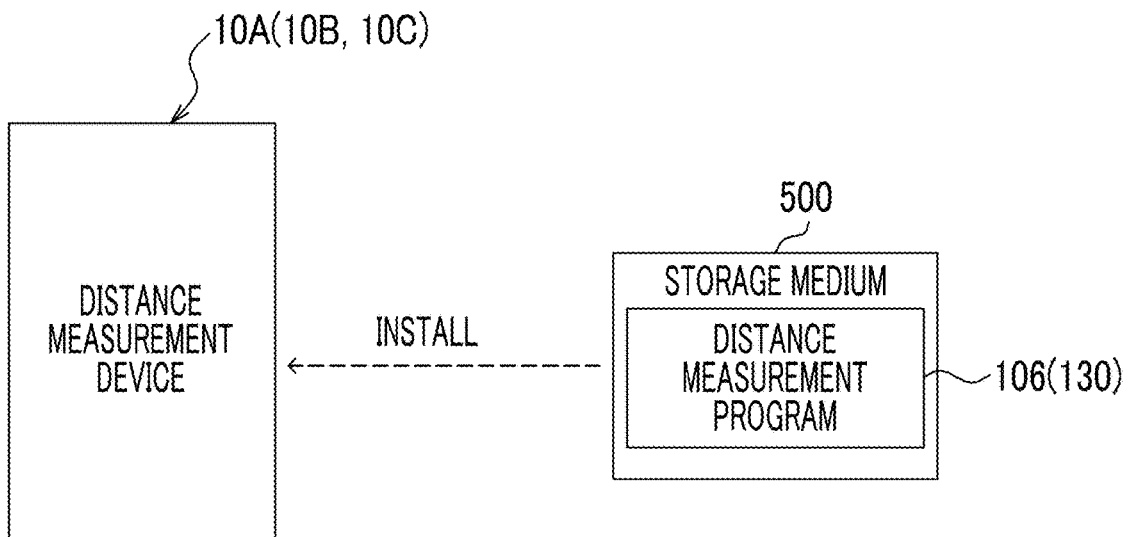 10A(10B, 10C)
500
STORAGE MEDIUM
DISTANCE
MEASUREMENT
DEVICE
INSTALL
DISTANCE
MEASUREMENT
PROGRAM
106(130)